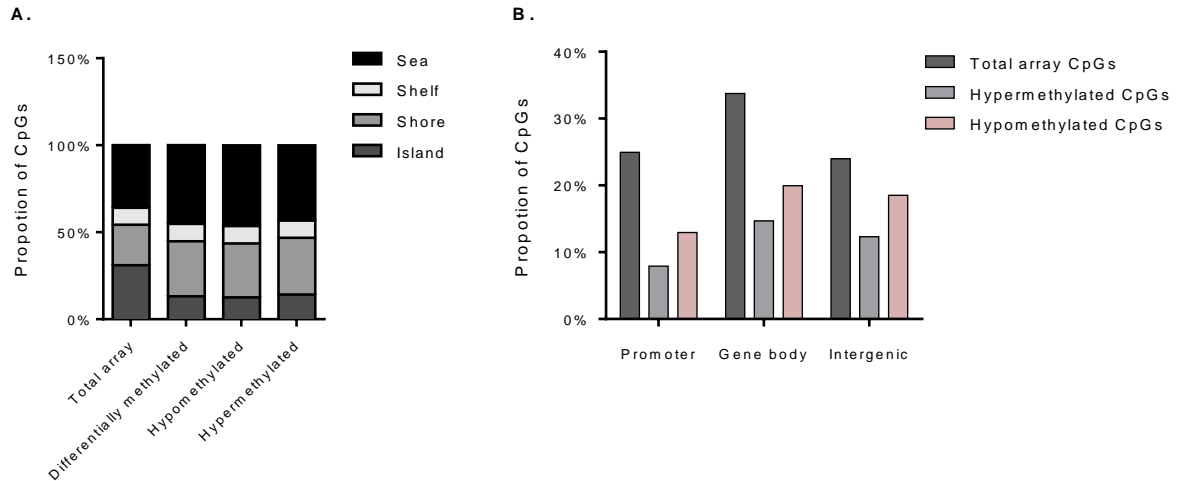 A.
Propotion of CpGs
150%
100%
50%
0%
Total array
Differentially methylated
Hypomethylated
Hypermethylated
Sea
Shelf
Shore
Island
B.
Propotion of CpGs
40%
30%
20%
10%
0%
Promoter
Gene body
Intergenic
Total array CpGs
Hypermethylated CpGs
Hypomethylated CpGs